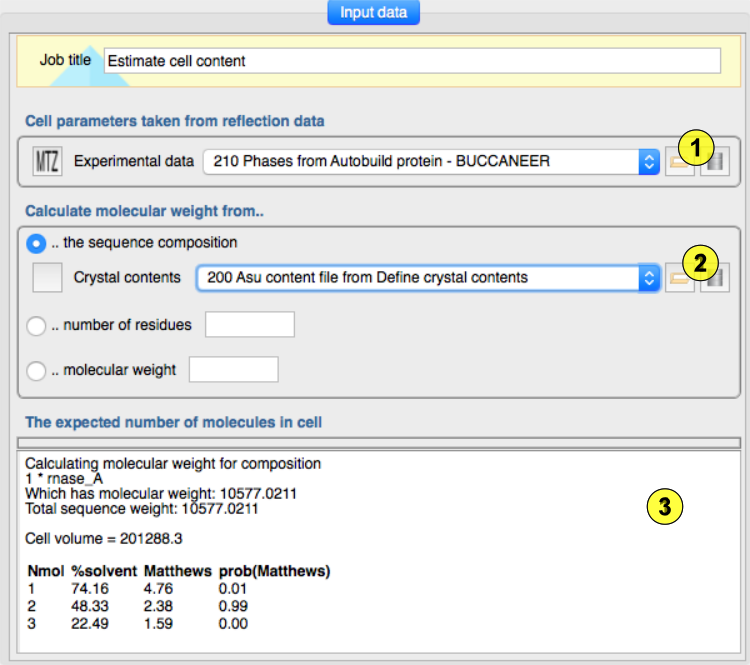 Input data
Job title Estimate cell content
Cell parameters taken from reflection data
MTZ Experimental data 210 Phases from Autobuild protein - BUCCANEER 1
Calculate molecular weight from..
.. the sequence composition
Crystal contents 200 Asu content file from Define crystal contents 2
.. number of residues
.. molecular weight
The expected number of molecules in cell
Calculating molecular weight for composition
1 * rnase_A
Which has molecular weight: 10577.0211
Total sequence weight: 10577.0211
3
Cell volume = 201288.3
Nmol %solvent Matthews prob(Matthews)
1 74.16 4.76 0.01
2 48.33 2.38 0.99
3 22.49 1.59 0.00